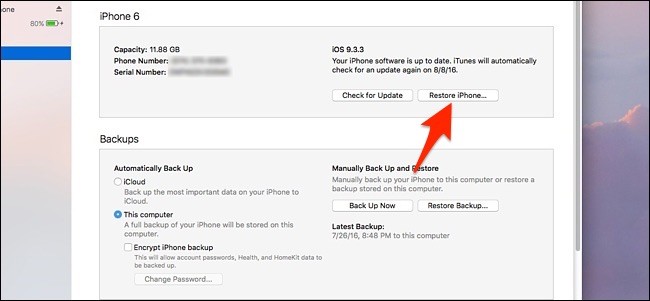 one
80%
iPhone 6
Capacity: 11.88 GB
Phone Number:
Serial Number:
iOS 9.3.3
Your iPhone software is up to date. iTunes will automatically
check for an update again on 8/8/16.
Check for Update
Restore iPhone...
Backups
Automatically Back Up
iCloud
Back up the most important data on your iPhone to
iCloud.
This computer
A full backup of your iPhone will be stored on this
computer.
Encrypt iPhone backup
This will allow account passwords, Health, and HomeKit data to
be backed up.
Change Password...
Manually Back Up and Restore
Manually back up your iPhone to this computer or restore a
backup stored on this computer.
Back Up Now
Restore Backup...
Latest Backup:
7/26/16, 8:48 PM to this computer